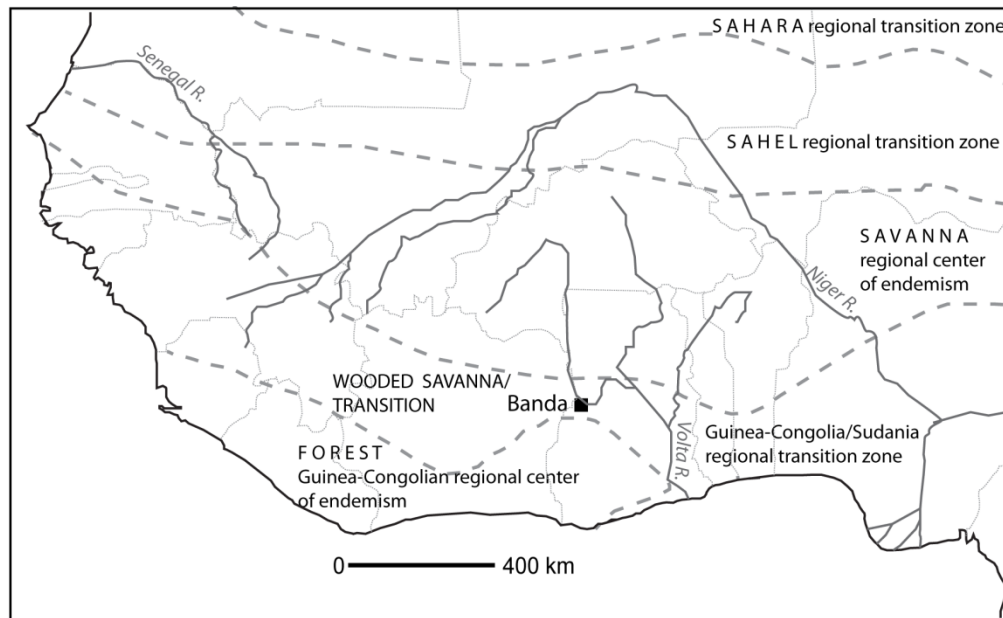 S A H A R A regional transition zone
Senegal R.
S A H E L regional transition zone
S A V A N N A
regional center
of endemism
Niger R.
WOODED SAVANNA/
TRANSITION
Banda
Volta R.
Guinea-Congolia/Sudania
regional transition zone
F O R E S T
Guinea-Congolian regional center
of endemism
0 400 km